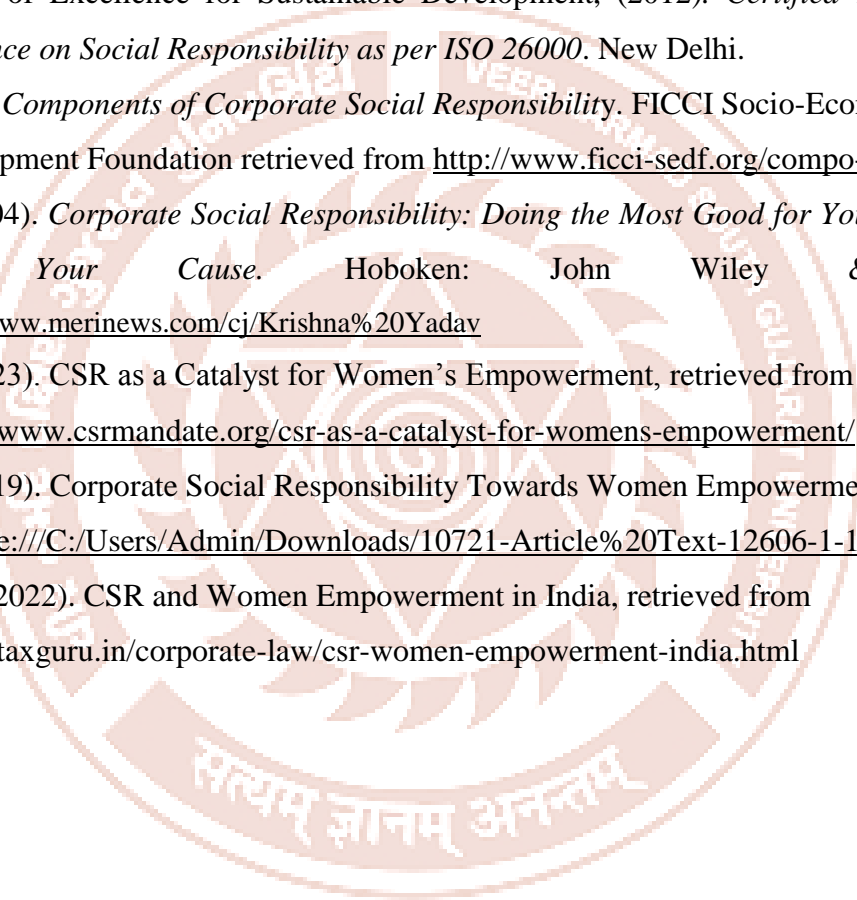 of Excellence for Sustainable Development, (2012). Certified
ce on Social Responsibility as per ISO 26000. New Delhi.
Components of Corporate Social Responsibility. FICCI Socio-Eco
pment Foundation retrieved from http://www.ficci-sedf.org/compo-
04). Corporate Social Responsibility: Doing the Most Good for You
Your Cause. Hoboken: John Wiley &
ww.merinews.com/cj/Krishna%20Yadav
23). CSR as a Catalyst for Women’s Empowerment, retrieved from
www.csrmandate.org/csr-as-a-catalyst-for-womens-empowerment/
19). Corporate Social Responsibility Towards Women Empowerme
e:///C:/Users/Admin/Downloads/10721-Article%20Text-12606-1-1
2022). CSR and Women Empowerment in India, retrieved from
taxguru.in/corporate-law/csr-women-empowerment-india.html
सत्यम् ज्ञानम् अनन्तम्